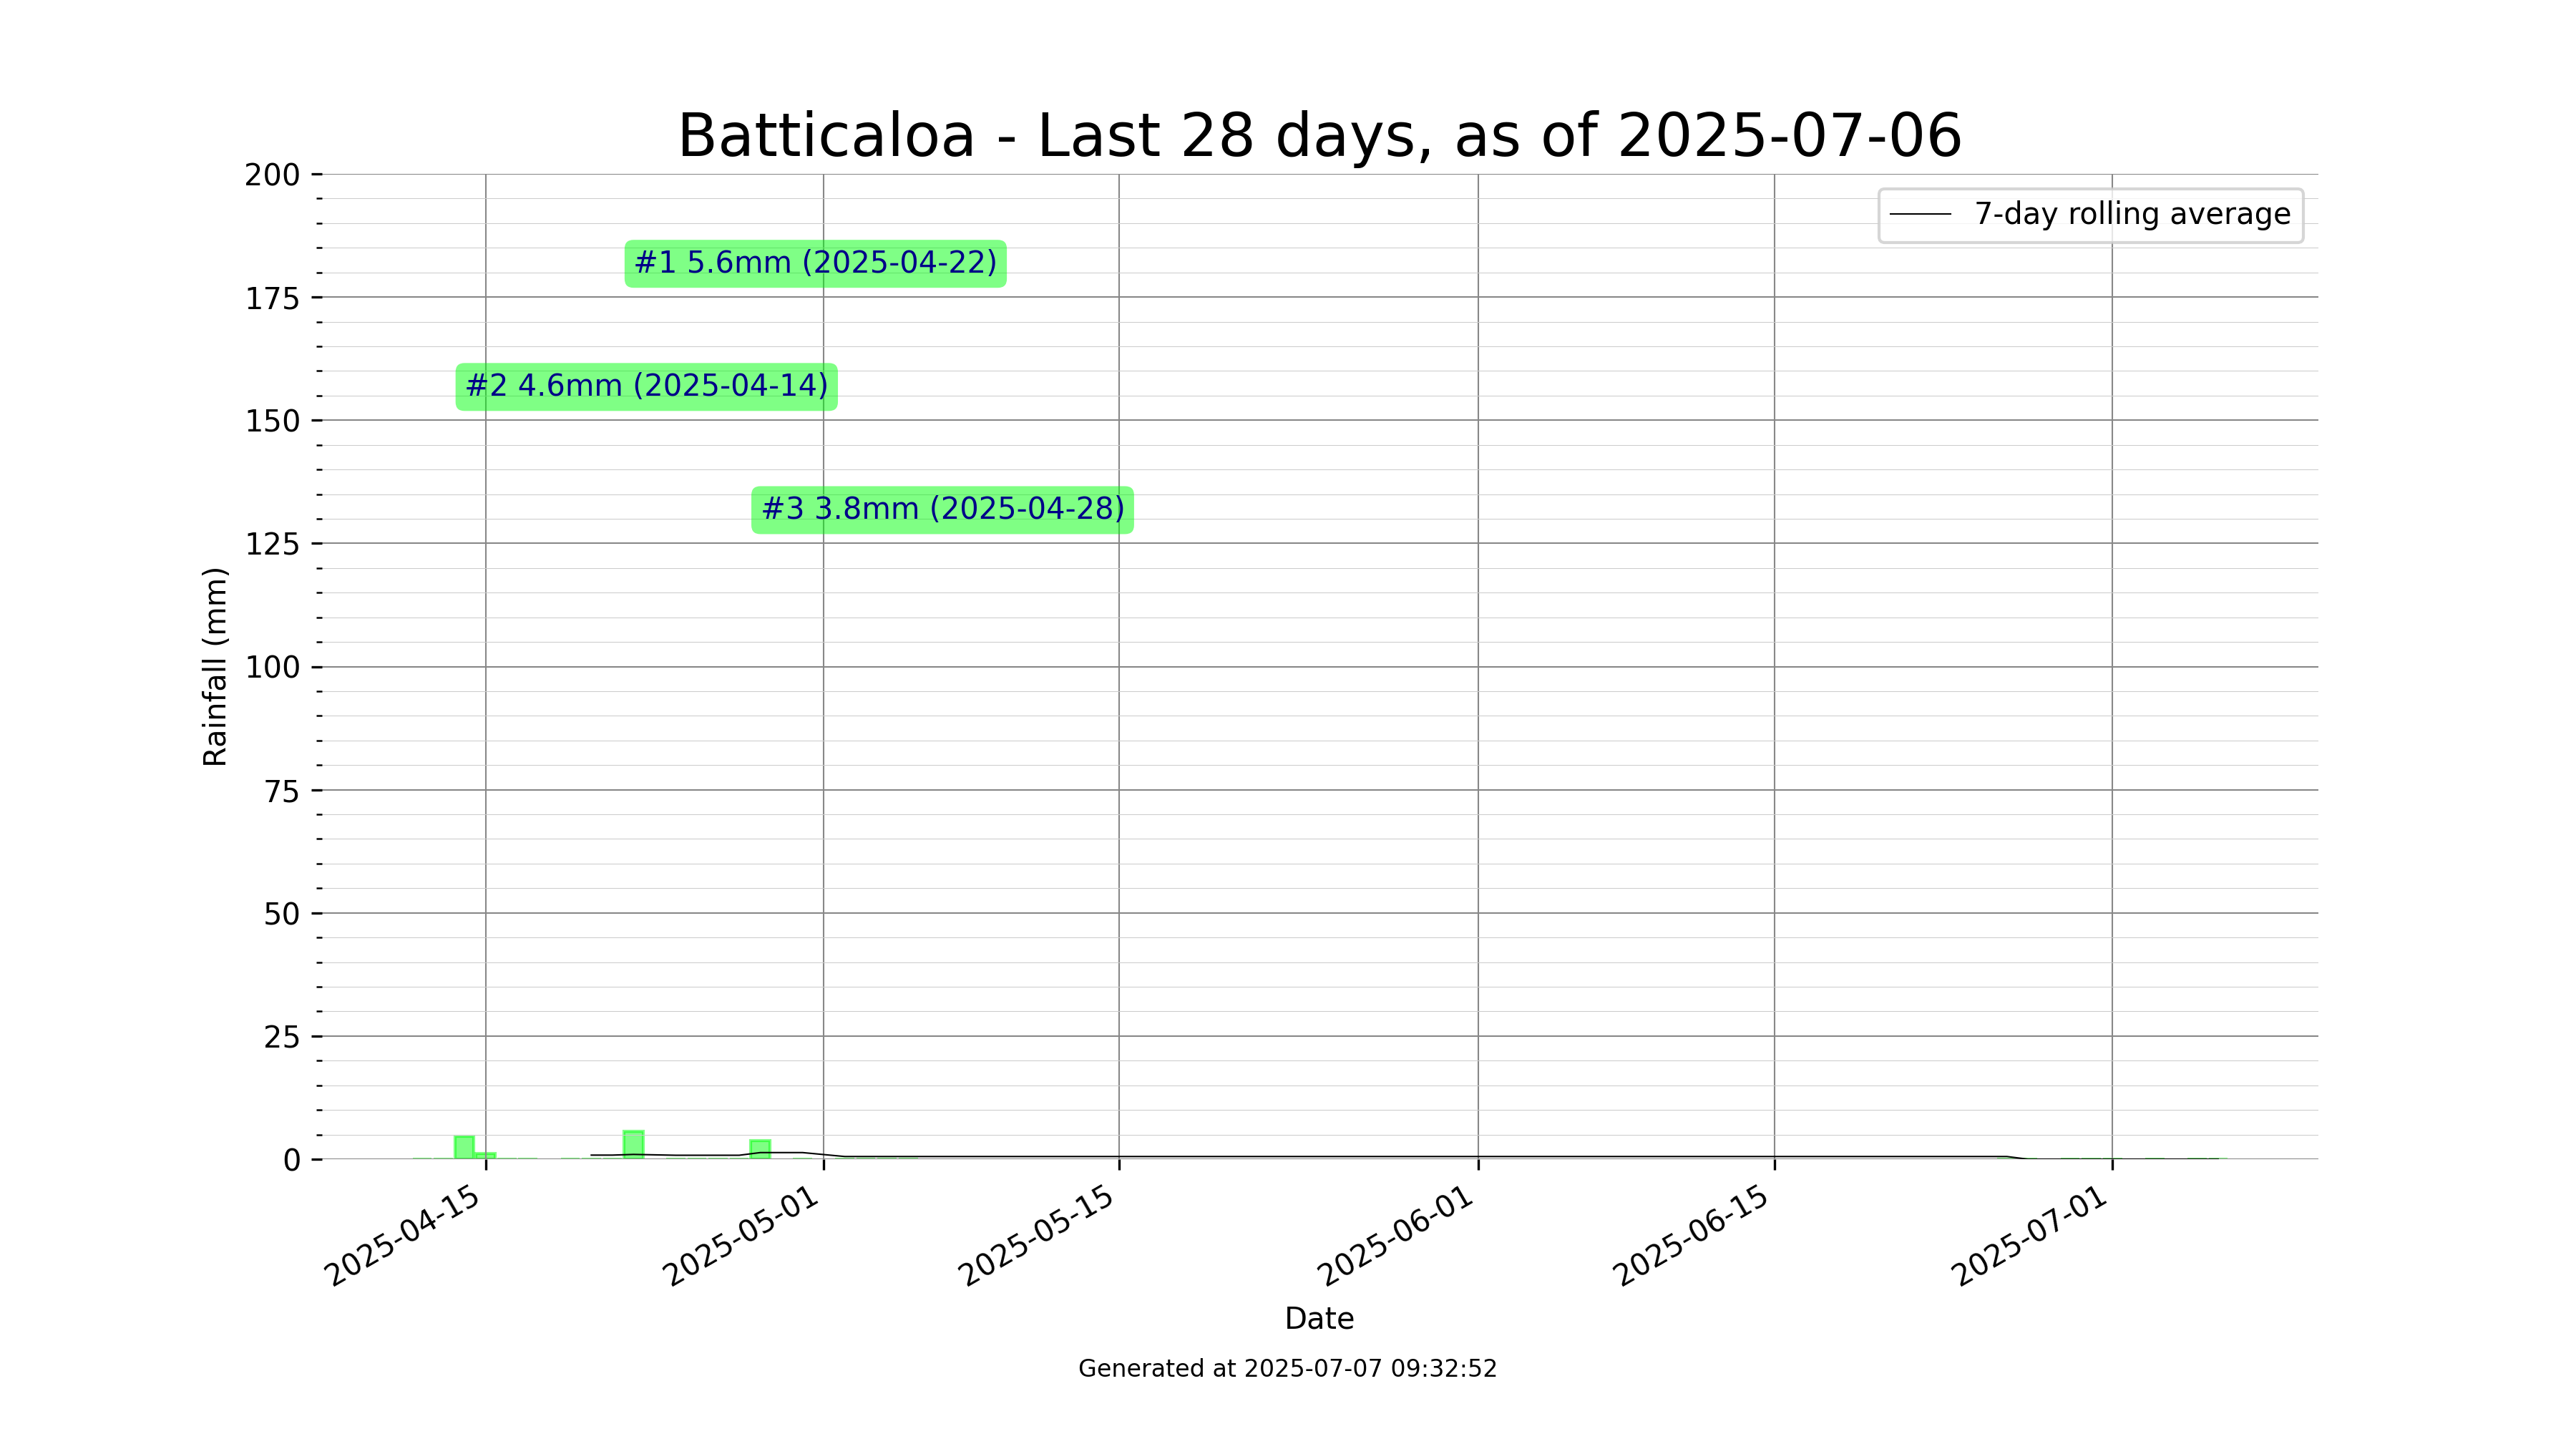 Batticaloa - Last 28 days, as of 2025-07-06
200
175
150
125
100
75
50
25
0
Rainfall (mm)
7-day rolling average
#1 5.6mm (2025-04-22)
#2 4.6mm (2025-04-14)
#3 3.8mm (2025-04-28)
2025-04-15
2025-05-01
2025-05-15
2025-06-01
2025-06-15
2025-07-01
Date
Generated at 2025-07-07 09:32:52